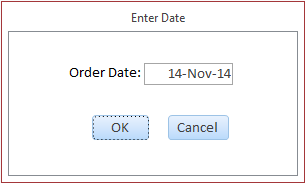 Enter Date
Order Date: 14-Nov-14
OK Cancel